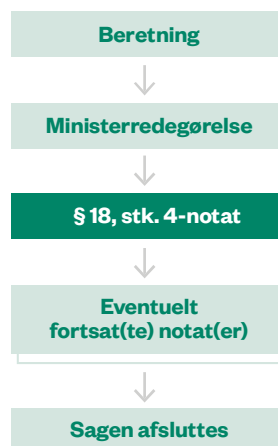 Beretning
Ministerredegørelse
§ 18, stk. 4-notat
Eventuelt
fortsat(te) notat(er)
Sagen afsluttes